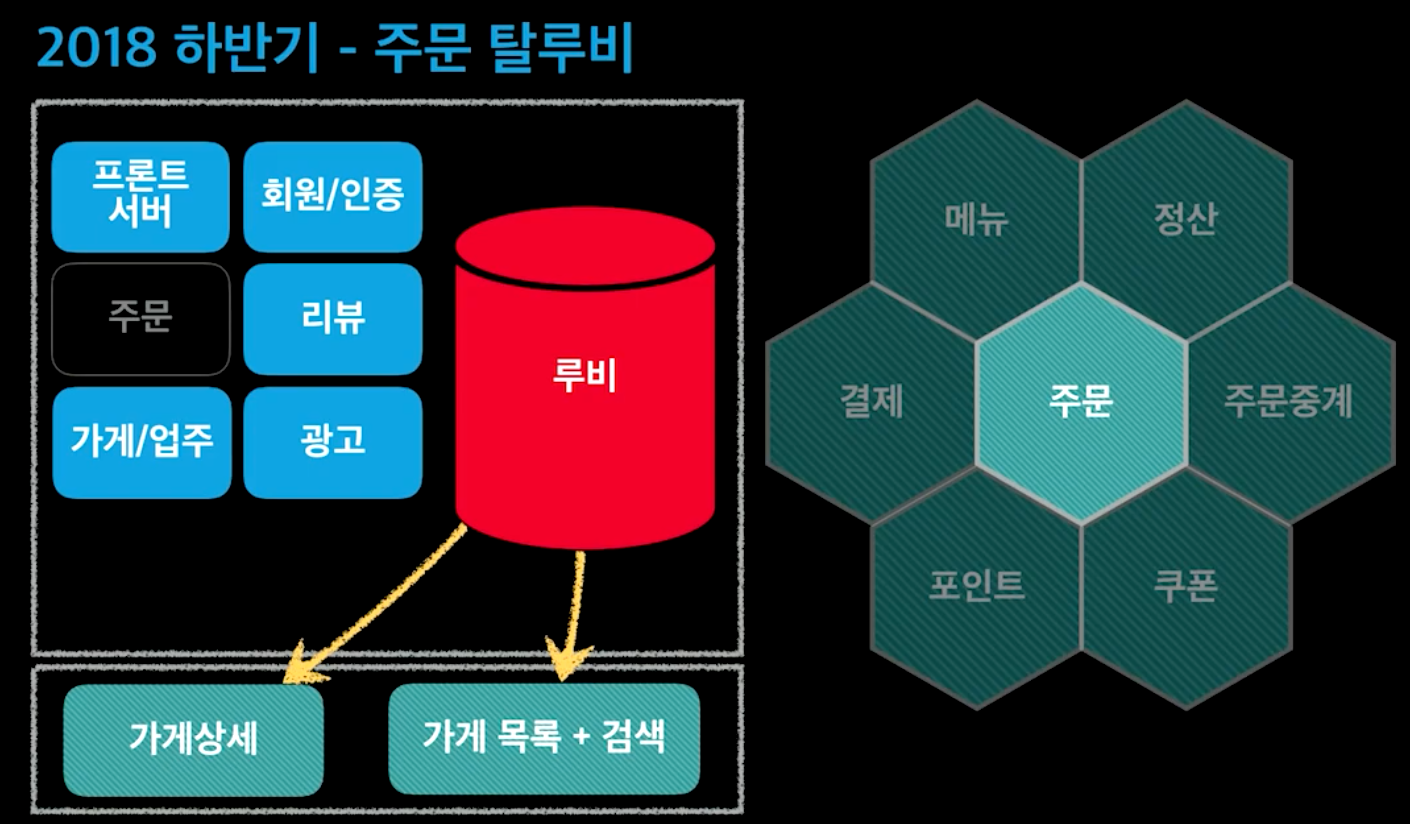 2018 하반기 - 주문 탈루비
프론트
서버
회원/인증
주문
리뷰
가게/업주
광고
루비
가게상세
가게 목록 + 검색
메뉴
정산
결제
주문
주문중계
포인트
쿠폰